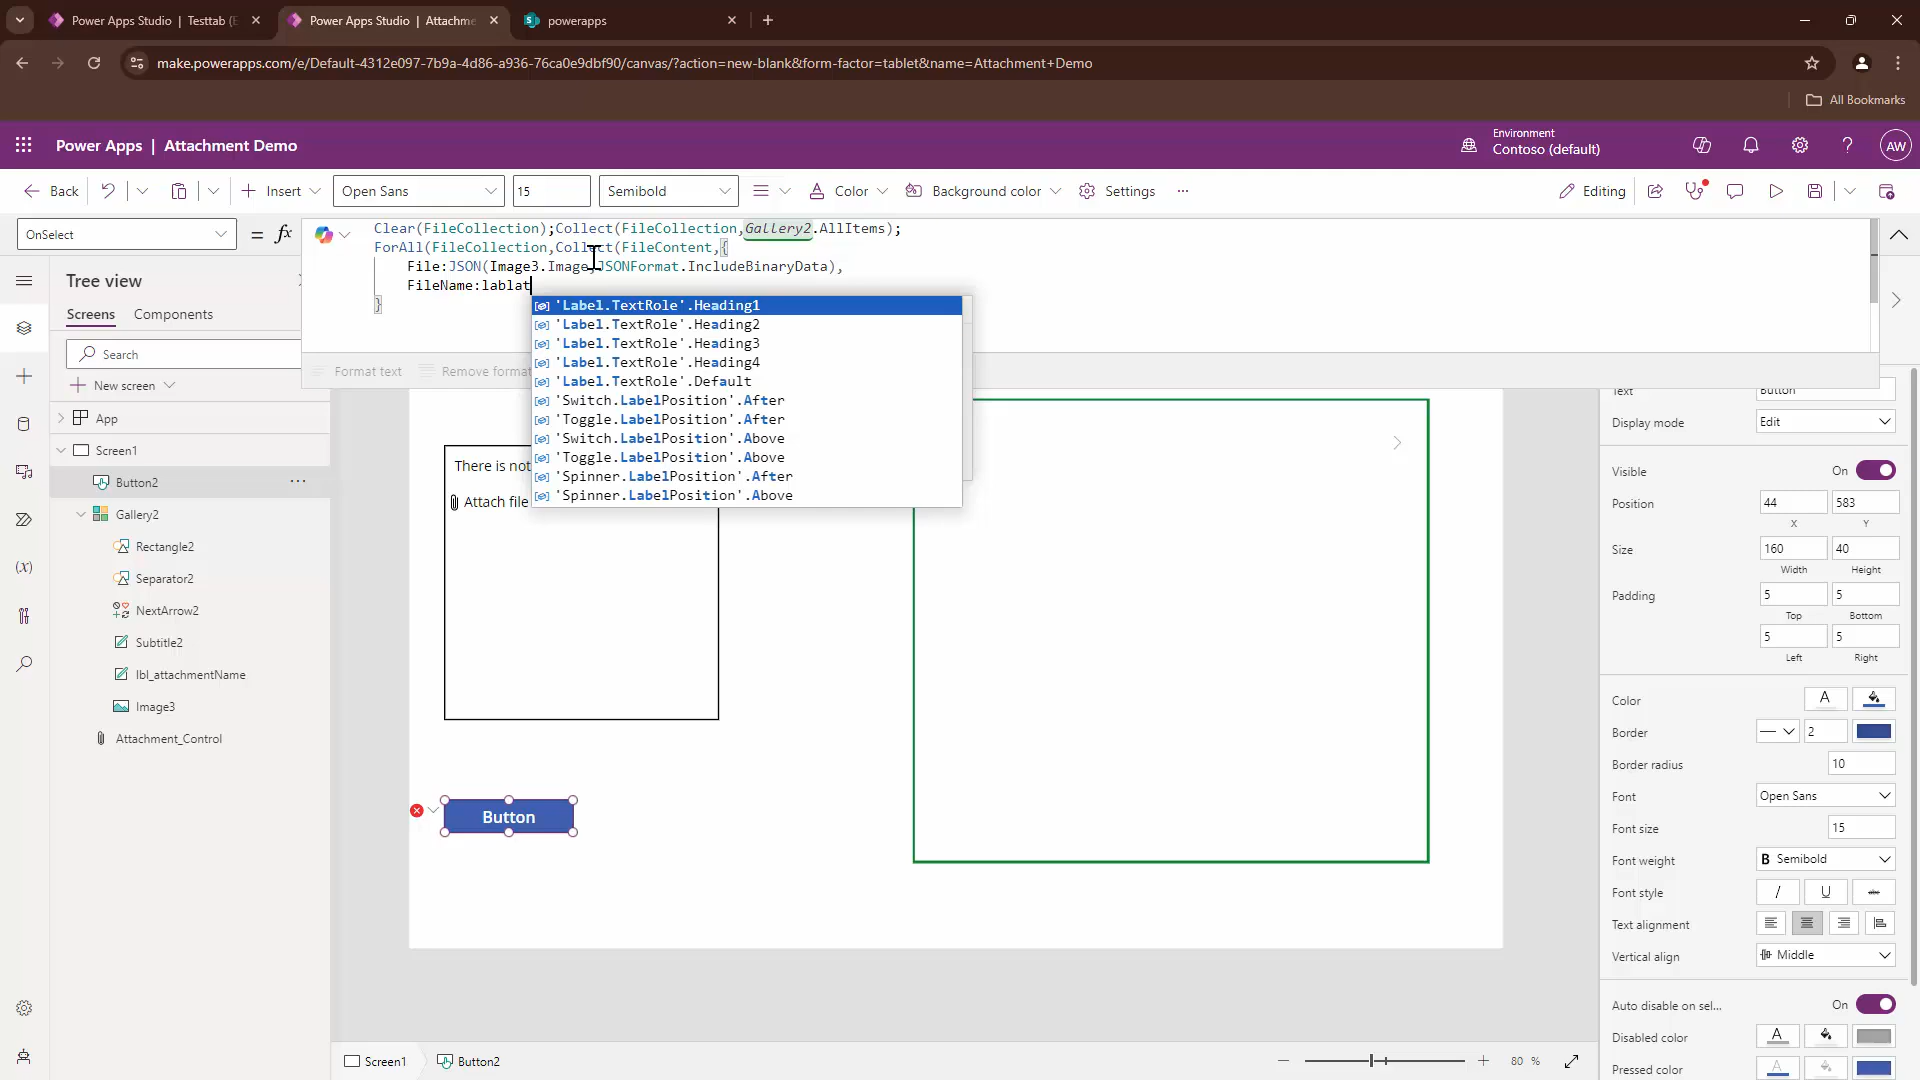 Power Apps Studio | Testtab (E
Power Apps Studio | Attachme
powerapps
make.powerapps.com/e/Default-4312e097-7b9a-4d86-a936-76ca0e9dbf90/canvas/?action=new-blank&form-factor=tablet&name=Attachment+Demo
All Bookmarks
Power Apps | Attachment Demo
Environment
Contoso (default)
AW
Back
Insert
Open Sans
15
Semibold
Color
Background color
Settings
Editing
OnSelect
= fx
Clear(FileCollection);Collect(FileCollection,Gallery2.AllItems);
ForAll(FileCollection,Collect(FileContent,{
File:JSON(Image3.Image,JSONFormat.IncludeBinaryData),
FileName:lablat
}
'Label.TextRole'.Heading1
'Label.TextRole'.Heading2
'Label.TextRole'.Heading3
'Label.TextRole'.Heading4
'Label.TextRole'.Default
'Switch.LabelPosition'.After
'Toggle.LabelPosition'.After
'Switch.LabelPosition'.Above
'Toggle.LabelPosition'.Above
'Spinner.LabelPosition'.After
'Spinner.LabelPosition'.Above
Format text
Remove format
Tree view
Screens
Components
Search
New screen
App
Screen1
Button2
Gallery2
Rectangle2
Separator2
NextArrow2
Subtitle2
lbl_attachmentName
Image3
Attachment_Control
There is not
Attach file
Button
Text
Button
Display mode
Edit
Visible
On
Position
44
583
X
Y
Size
160
40
Width
Height
Padding
5
5
Top
Bottom
5
5
Left
Right
Color
A
Border
2
Border radius
10
Font
Open Sans
Font size
15
Font weight
B Semibold
Font style
/
U
abc
Text alignment
Vertical align
Middle
Auto disable on sel...
On
Disabled color
A
Pressed color
A
Screen1
Button2
80 %